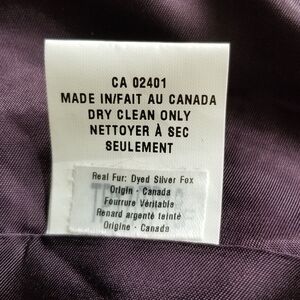 CA 02401
MADE IN/FAIT AU CANADA
DRY CLEAN ONLY
NETTOYER À SEC
SEULEMENT
Real Fur: Dyed Silver Fox
Origin - Canada
Fourrure Véritable
Renard argenté teinté
Origine - Canada